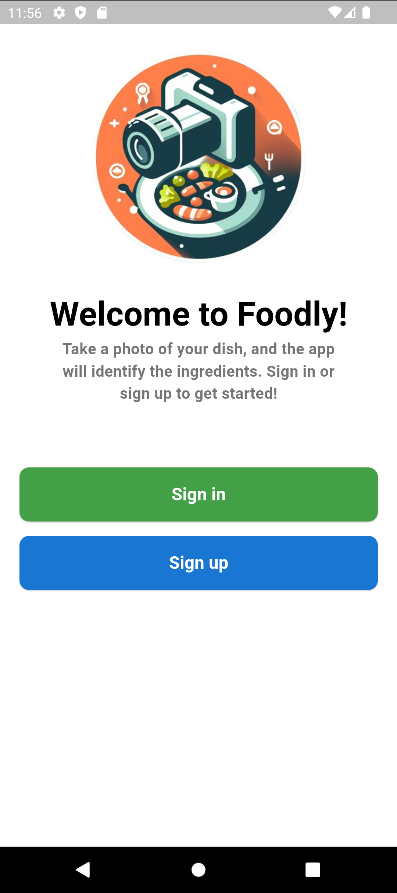 11:56
Welcome to Foodly!
Take a photo of your dish, and the app
will identify the ingredients. Sign in or
sign up to get started!
Sign in
Sign up